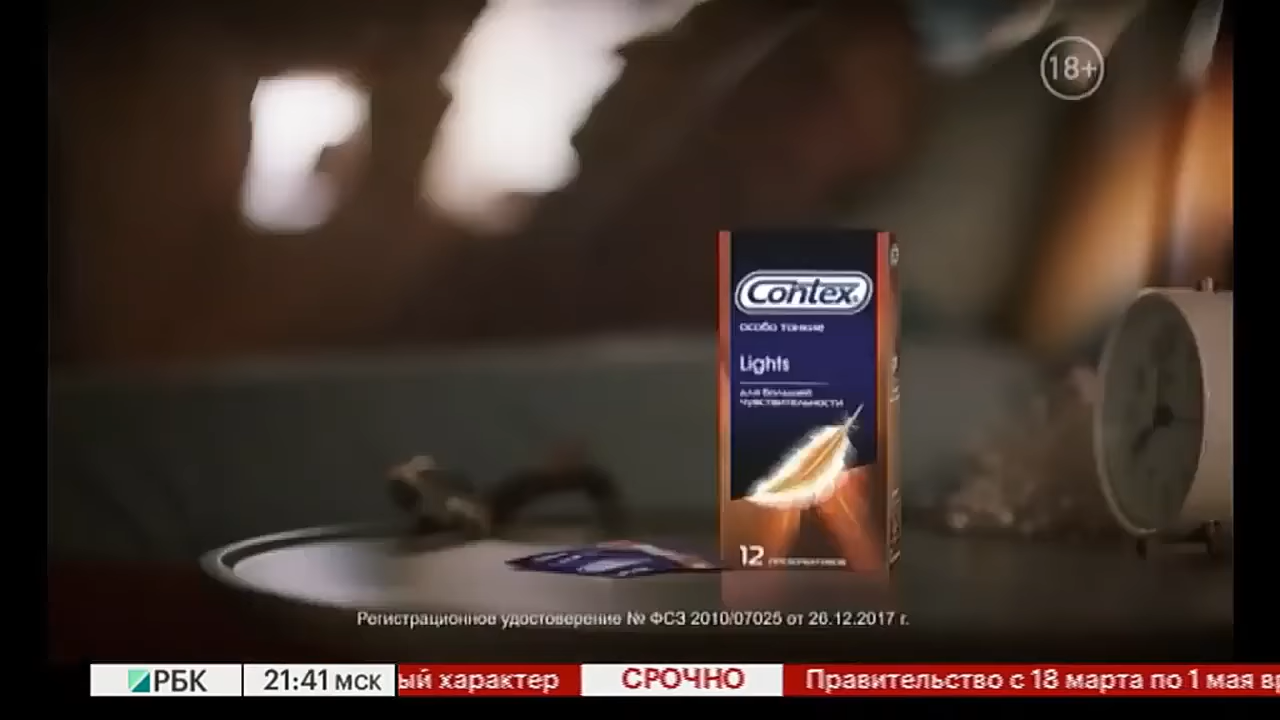 18+
Contex®
особо тонкие
Lights
для большей
чувствительности
12 презервативов
Регистрационное удостоверение № ФСЗ 2010/07025 от 26.12.2017 г.
РБК 21:41 МСК ый характер СРОЧНО Правительство с 18 марта по 1 мая вр